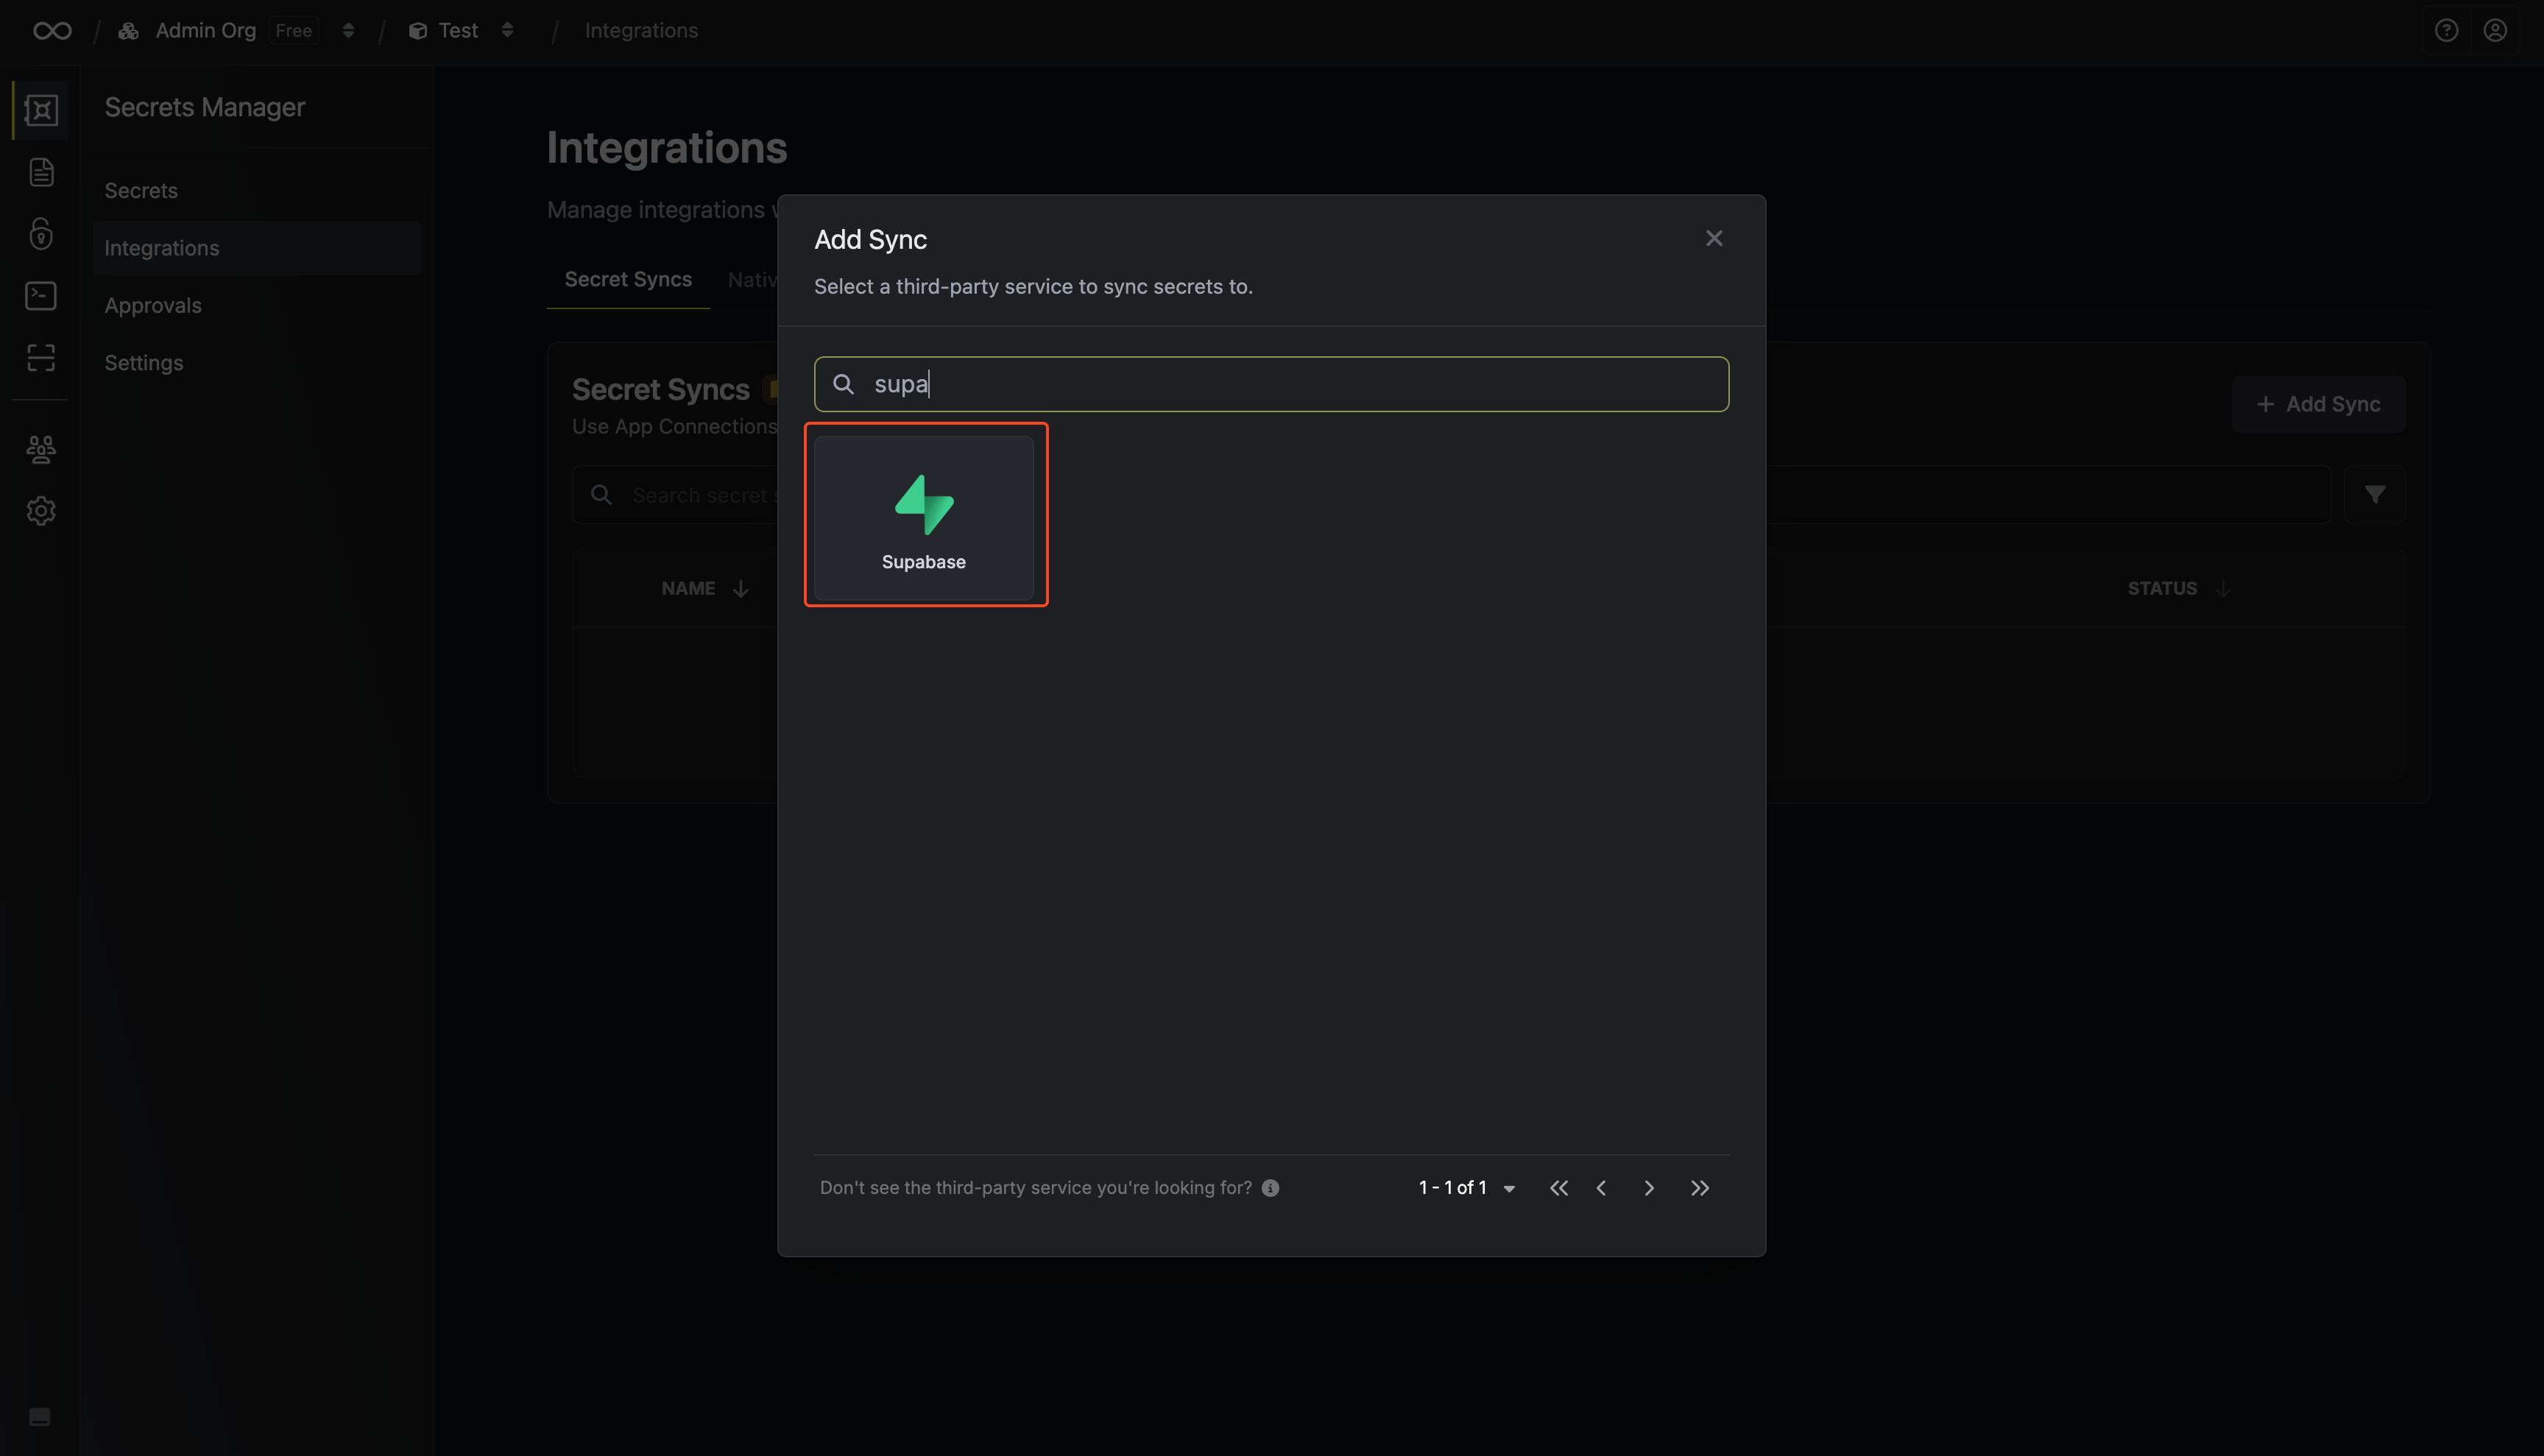 Admin Org Free
Test
Integrations
Secrets Manager
Secrets
Integrations
Approvals
Settings
Integrations
Manage integrations
Secret Syncs
Secret Syncs
Use App Connections
Add Sync
Search secret
NAME
STATUS
Add Sync
Select a third-party service to sync secrets to.
supa
Supabase
Don't see the third-party service you're looking for?
1 - 1 of 1